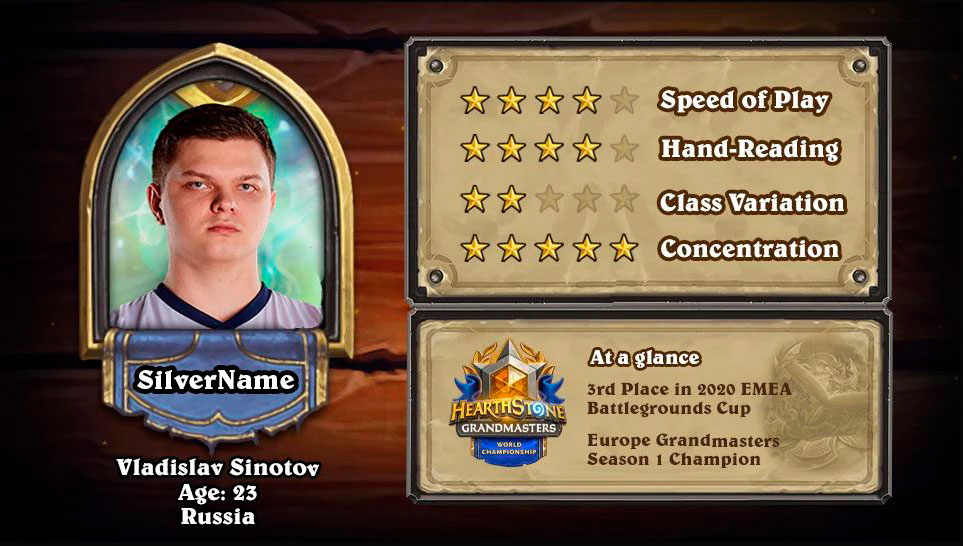 SilverName
Vladislav Sinotov
Age: 23
Russia
Speed of Play
Hand-Reading
Class Variation
Concentration
HEARTHSTONE
GRANDMASTERS
WORLD
CHAMPIONSHIP
At a glance
3rd Place in 2020 EMEA
Battlegrounds Cup
Europe Grandmasters
Season 1 Champion